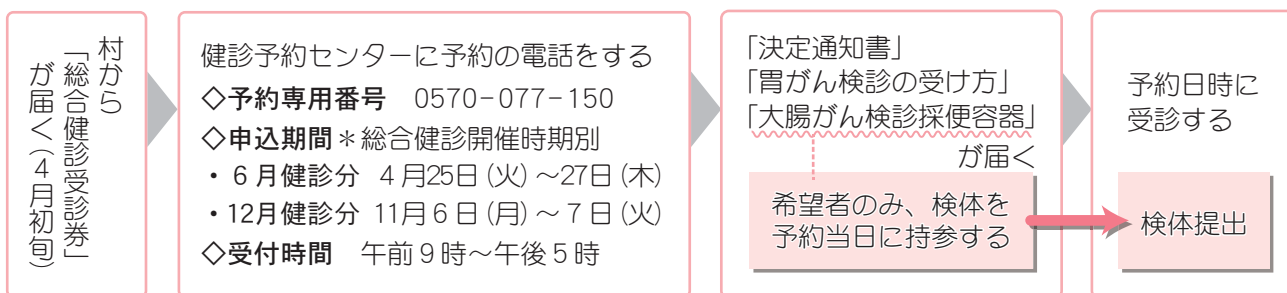 村から
「総合健診受診券」
が届く（４月初旬）
健診予約センターに予約の電話をする
◇予約専用番号　0570-077-150
◇申込期間＊総合健診開催時期別
・６月健診分　４月25日（火）～27日（木）
・12月健診分　11月６日（月）～７日（火）
◇受付時間　午前９時～午後５時
「決定通知書」
「胃がん検診の受け方」
「大腸がん検診採便容器」
が届く
希望者のみ、検体を
予約当日に持参する
予約日時に
受診する
検体提出